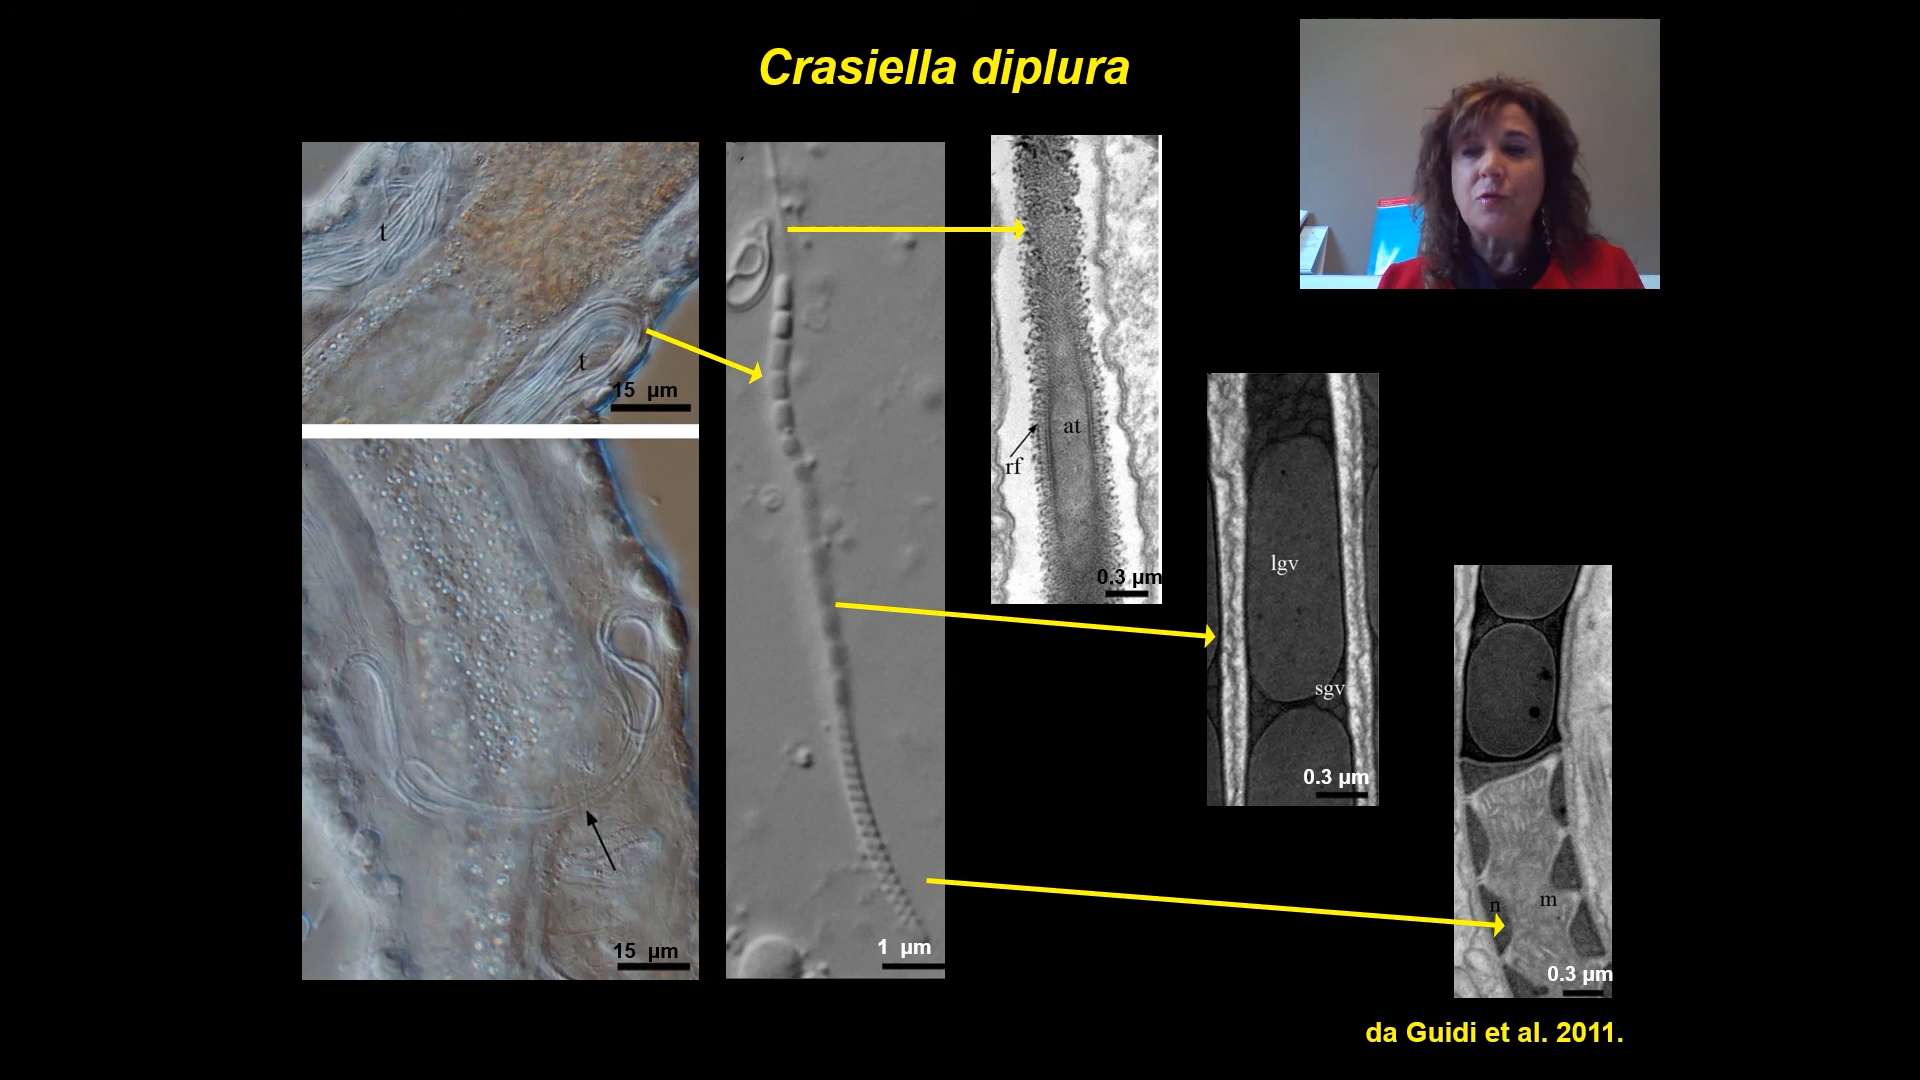 Crasiella diplura
t
t
15 µm
15 µm
1 µm
at
rf
0.3 µm
lgv
sgv
0.3 µm
n
m
0.3 µm
da Guidi et al. 2011.